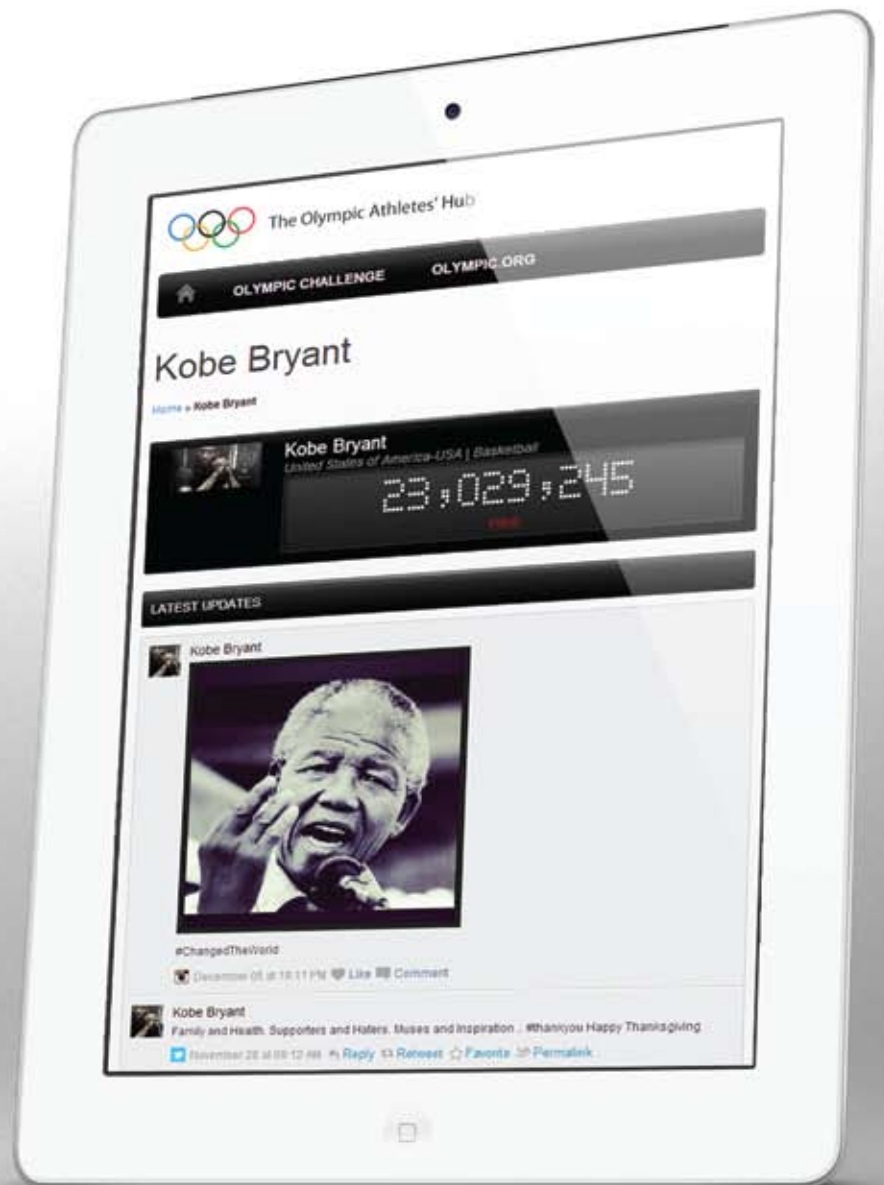 The Olympic Athletes' Hub
OLYMPIC CHALLENGE OLYMPIC.ORG
Kobe Bryant
Home » Kobe Bryant
Kobe Bryant
United States of America-USA | Basketball
23,029,245
LATEST UPDATES
Kobe Bryant
#ChangedTheWorld
December 05 at Like Comment
Kobe Bryant
Family and Health. Supporters and Haters. Muses and Inspiration .. #thankyou Happy Thanksgiving
November 28 at 09:12 AM Reply Retweet Favorite Permalink